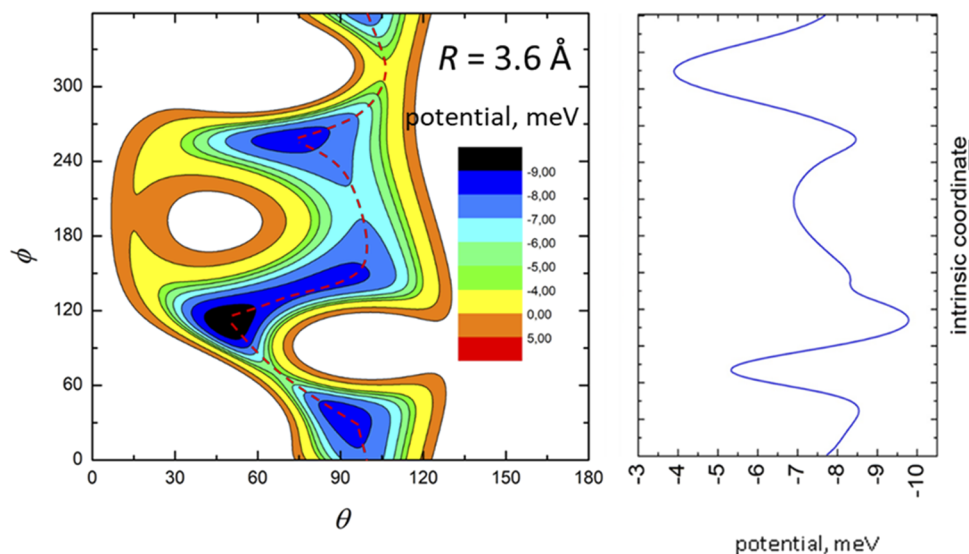 R = 3.6 Å
potential, meV
-9,00
-8,00
-7,00
-6,00
-5,00
-4,00
0,00
5,00
300
240
180
120
60
0
ϕ
0 30 60 90 120 150 180
θ
intrinsic coordinate
-3 -4 -5 -6 -7 -8 -9 -10
potential, meV